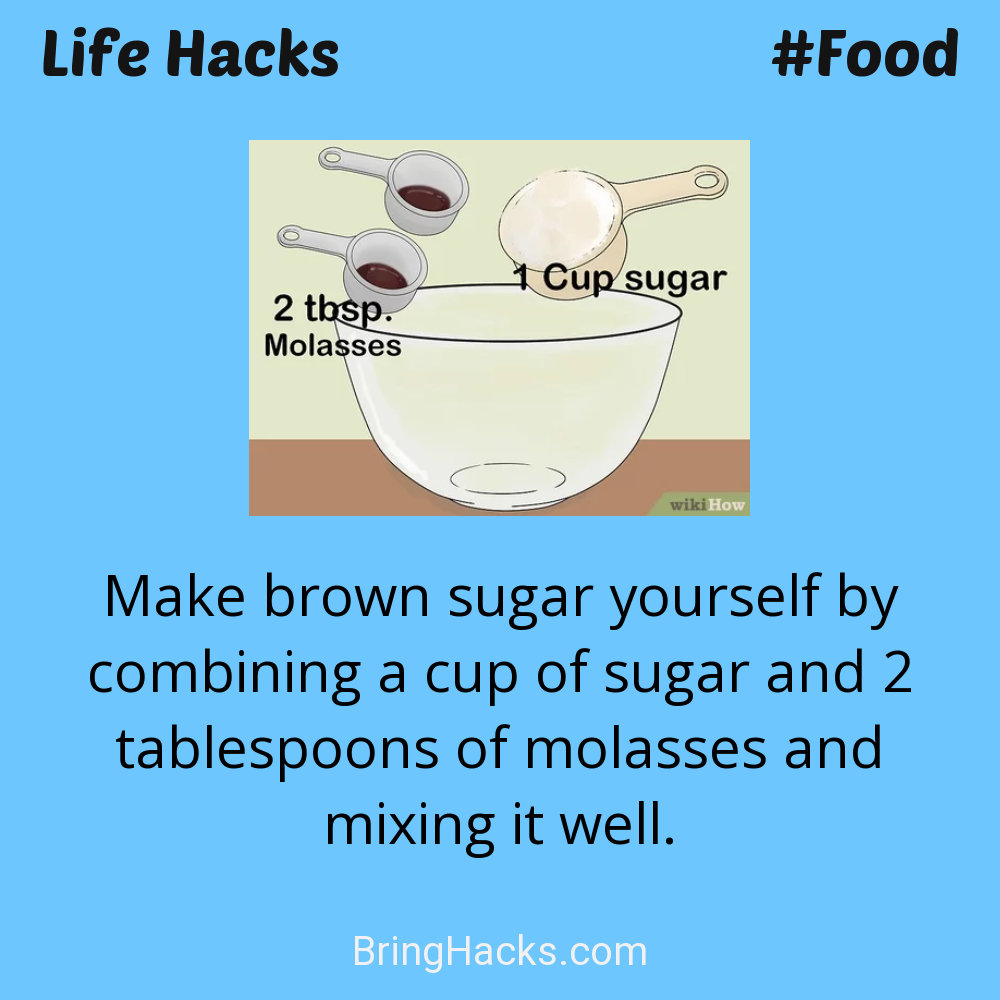 Life Hacks #Food
1 Cup sugar
2 tbsp.
Molasses
wikiHow
Make brown sugar yourself by
combining a cup of sugar and 2
tablespoons of molasses and
mixing it well.
BringHacks.com